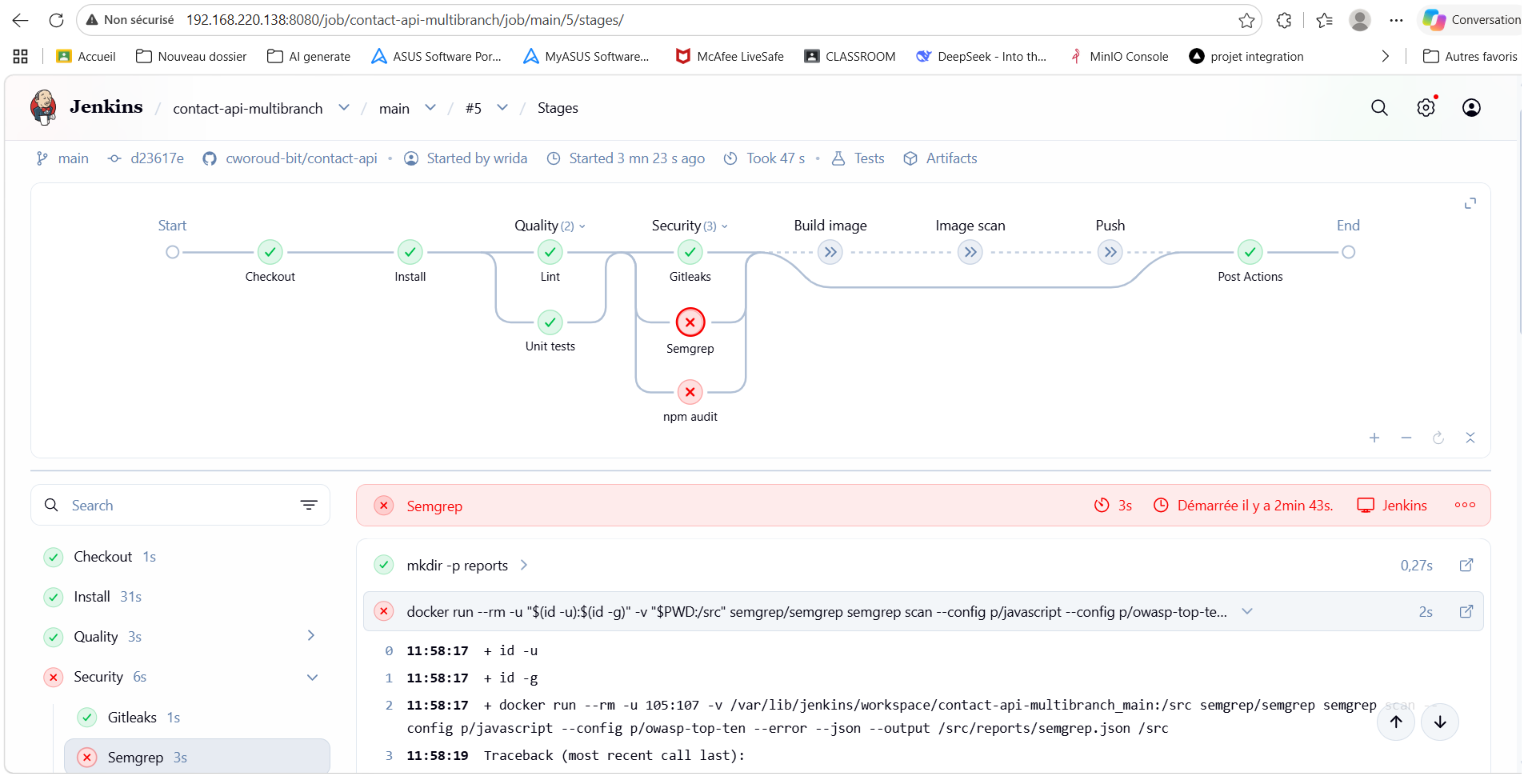 Non sécurisé 192.168.220.138:8080/job/contact-api-multibranch/job/main/5/stages/
Conversation
Accueil Nouveau dossier AI generate ASUS Software Por... MyASUS Software... McAfee LiveSafe CLASSROOM DeepSeek - Into th... MinIO Console projet integration Autres favoris
Jenkins / contact-api-multibranch / main / #5 / Stages
main d23617e cworoud-bit/contact-api • Started by wrida Started 3 mn 23 s ago Took 47 s • Tests Artifacts
Start Quality (2) Security (3) Build image Image scan Push End
Checkout Install Lint Gitleaks Post Actions
Unit tests Semgrep
npm audit
Search
Semgrep 3s Démarrée il y a 2min 43s. Jenkins
Checkout 1s
Install 31s
Quality 3s
Security 6s
Gitleaks 1s
Semgrep 3s
mkdir -p reports 0,27s
docker run --rm -u "$(id -u):$(id -g)" -v "$PWD:/src" semgrep/semgrep semgrep scan --config p/javascript --config p/owasp-top-te... 2s
0 11:58:17 + id -u
1 11:58:17 + id -g
2 11:58:17 + docker run --rm -u 105:107 -v /var/lib/jenkins/workspace/contact-api-multibranch_main:/src semgrep/semgrep semgrep scan --
config p/javascript --config p/owasp-top-ten --error --json --output /src/reports/semgrep.json /src
3 11:58:19 Traceback (most recent call last):